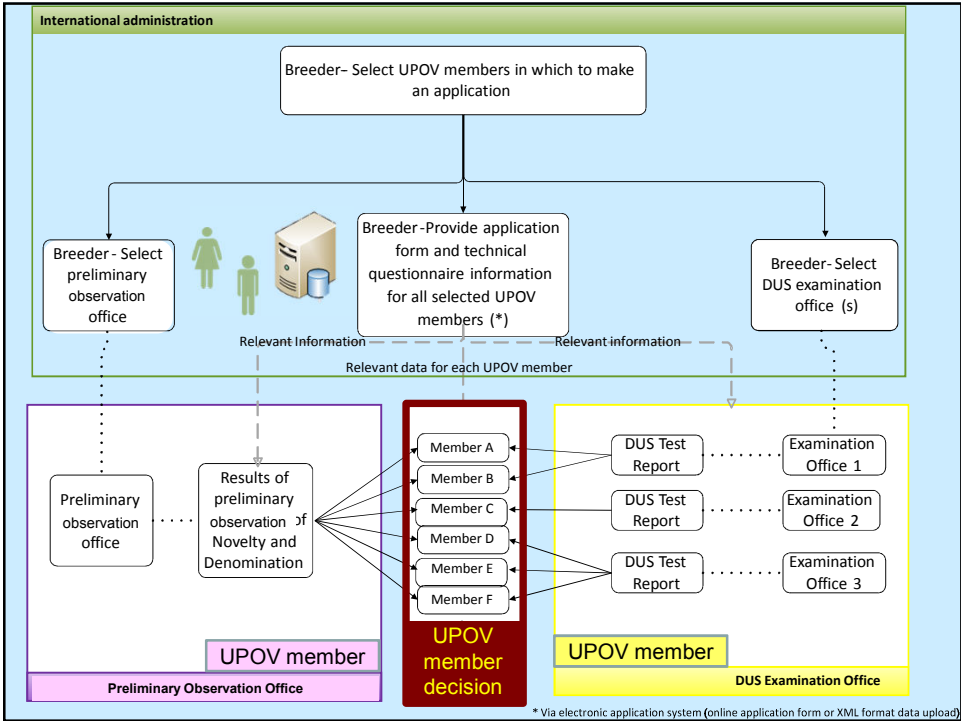 International administration
Breeder– Select UPOV members in which to make
an application
Breeder - Select
preliminary
observation
office
Breeder -Provide application
form and technical
questionnaire information
for all selected UPOV
members (*)
Breeder- Select
DUS examination
office (s)
Relevant Information
Relevant information
Relevant data for each UPOV member
Preliminary
observation
office
Results of
preliminary
observation of
Novelty and
Denomination
Member A
Member B
Member C
Member D
Member E
Member F
DUS Test
Report
Examination
Office 1
DUS Test
Report
Examination
Office 2
DUS Test
Report
Examination
Office 3
UPOV member
Preliminary Observation Office
UPOV
member
decision
UPOV member
DUS Examination Office
* Via electronic application system (online application form or XML format data upload)